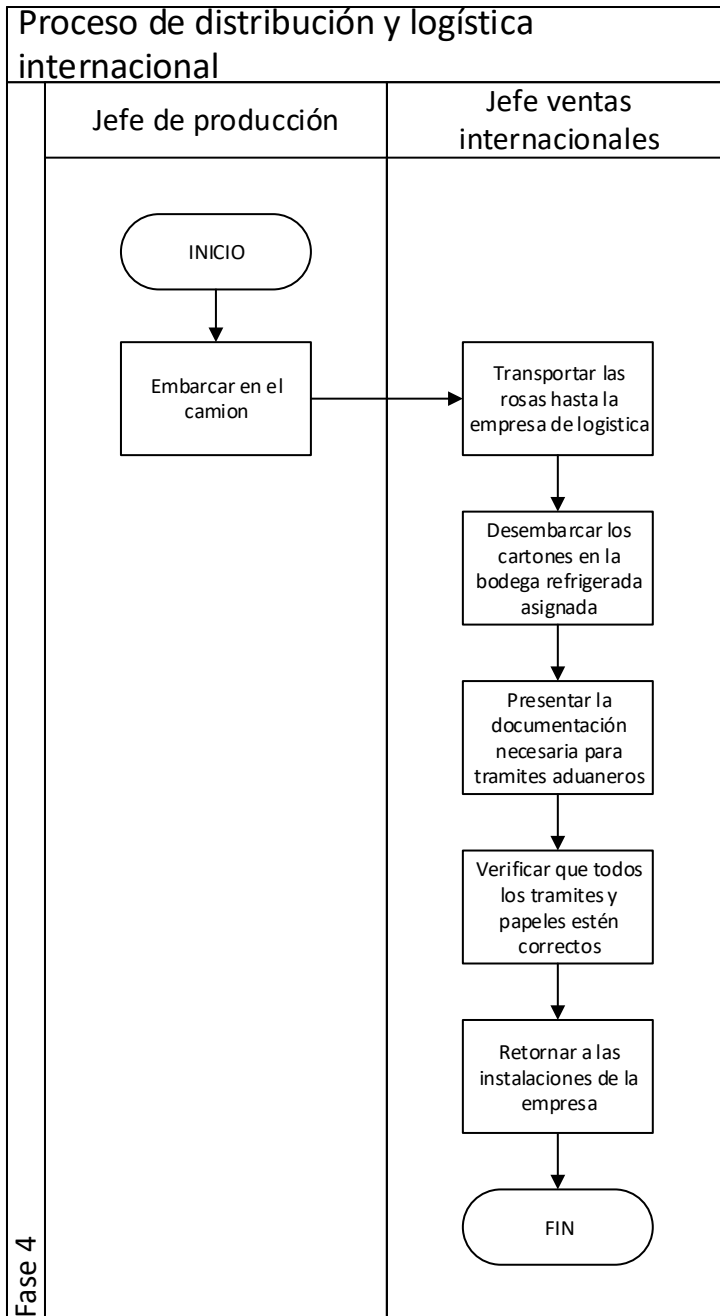 Proceso de distribución y logística
internacional
Jefe de producción
Jefe ventas
internacionales
INICIO
Embarcar en el
camion
Transportar las
rosas hasta la
empresa de logistica
Desembarcar los
cartones en la
bodega refrigerada
asignada
Presentar la
documentación
necesaria para
tramites aduaneros
Verificar que todos
los tramites y
papeles estén
correctos
Retornar a las
instalaciones de la
empresa
FIN
Fase 4